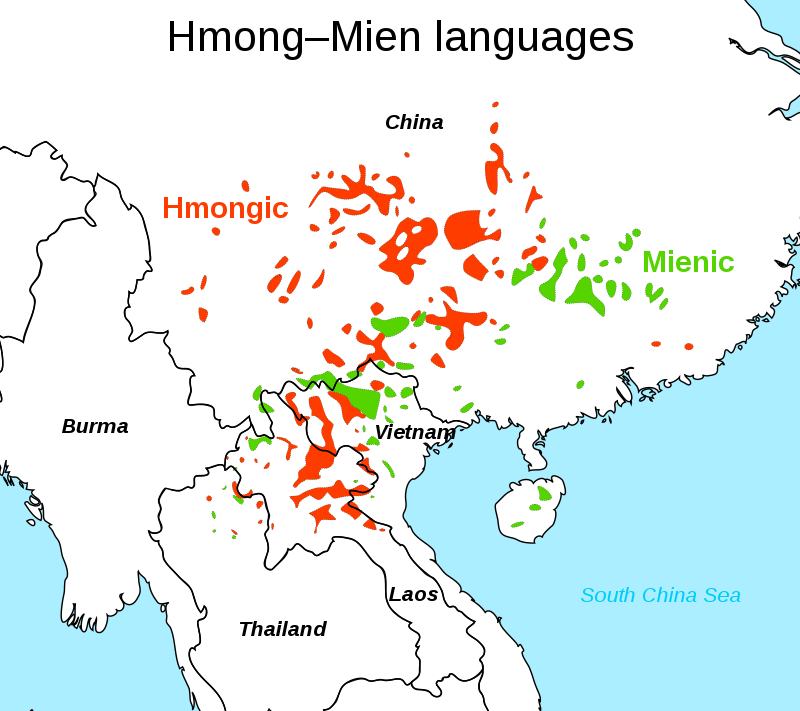 Hmong–Mien languages
China
Hmongic
Mienic
Burma
Vietnam
Laos
South China Sea
Thailand